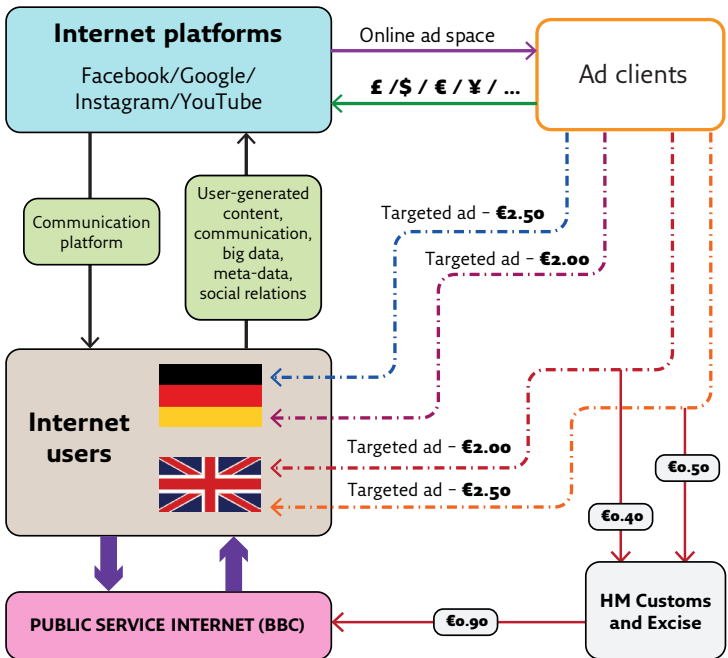 Internet platforms
Facebook/Google/
Instagram/YouTube
Online ad space
£ /$ / € / ¥ / ...
Ad clients
Communication
platform
User-generated
content,
communication,
big data,
meta-data,
social relations
Targeted ad – €2.50
Targeted ad – €2.00
Internet
users
Targeted ad – €2.00
Targeted ad – €2.50
€0.50
€0.40
PUBLIC SERVICE INTERNET (BBC)
€0.90
HM Customs
and Excise